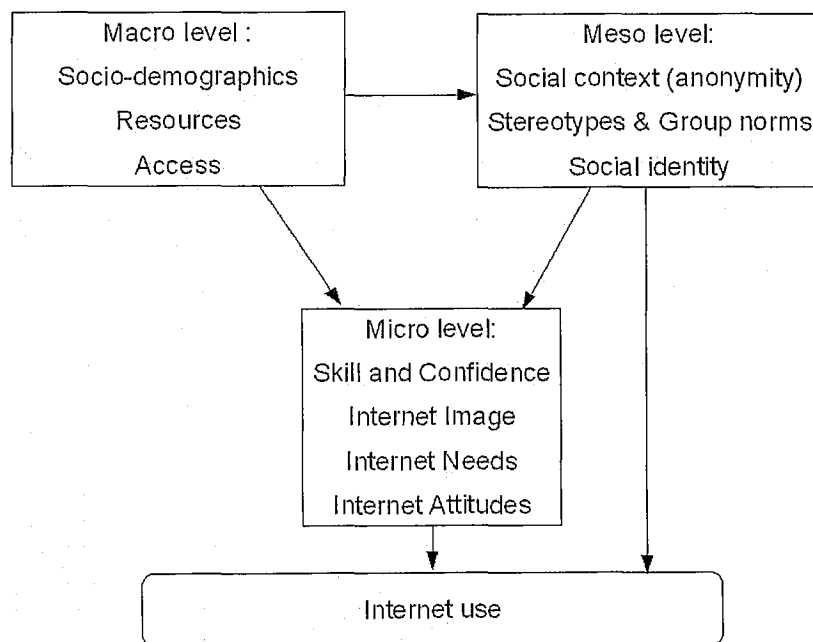 Macro level :
Socio-demographics
Resources
Access
Meso level:
Social context (anonymity)
Stereotypes & Group norms
Social identity
Micro level:
Skill and Confidence
Internet Image
Internet Needs
Internet Attitudes
Internet use